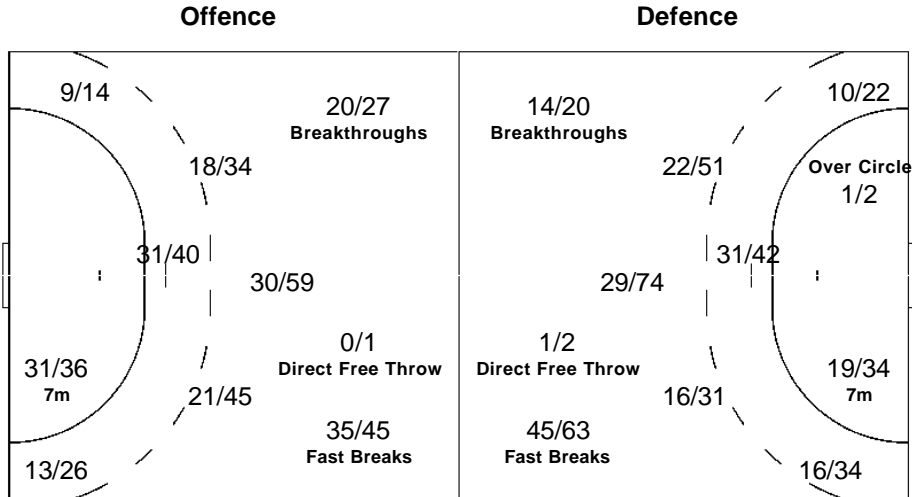 Offence Defence
9/14 20/27 14/20 10/22
Breakthroughs Breakthroughs
18/34 22/51 Over Circle
1/2
31/40 31/42
30/59 29/74
0/1 1/2
31/36 Direct Free Throw Direct Free Throw 19/34
7m 7m
21/45 16/31
35/45 45/63
Fast Breaks Fast Breaks
13/26 16/34